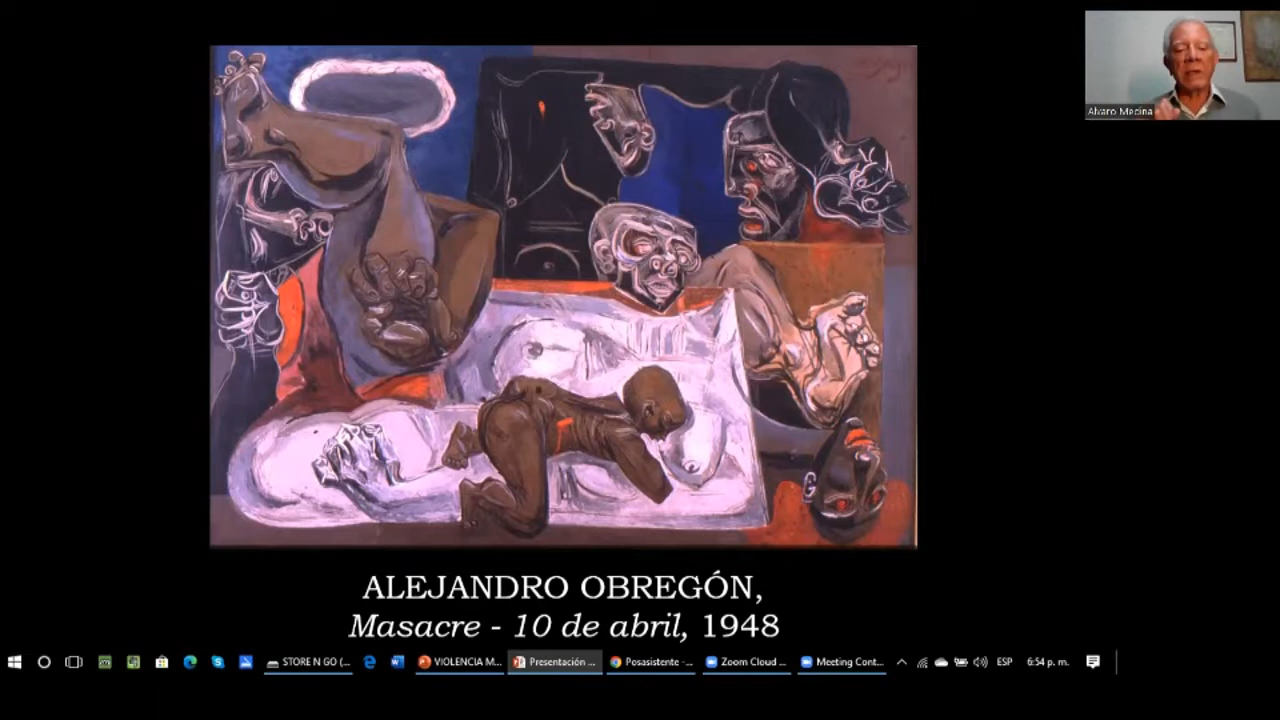 Alvaro Medina
ALEJANDRO OBREGÓN,
Masacre - 10 de abril, 1948
STORE N GO (... VIOLENCIA M... Presentación ... Posasistente -... Zoom Cloud ... Meeting Cont... ESP 6:54 p. m.